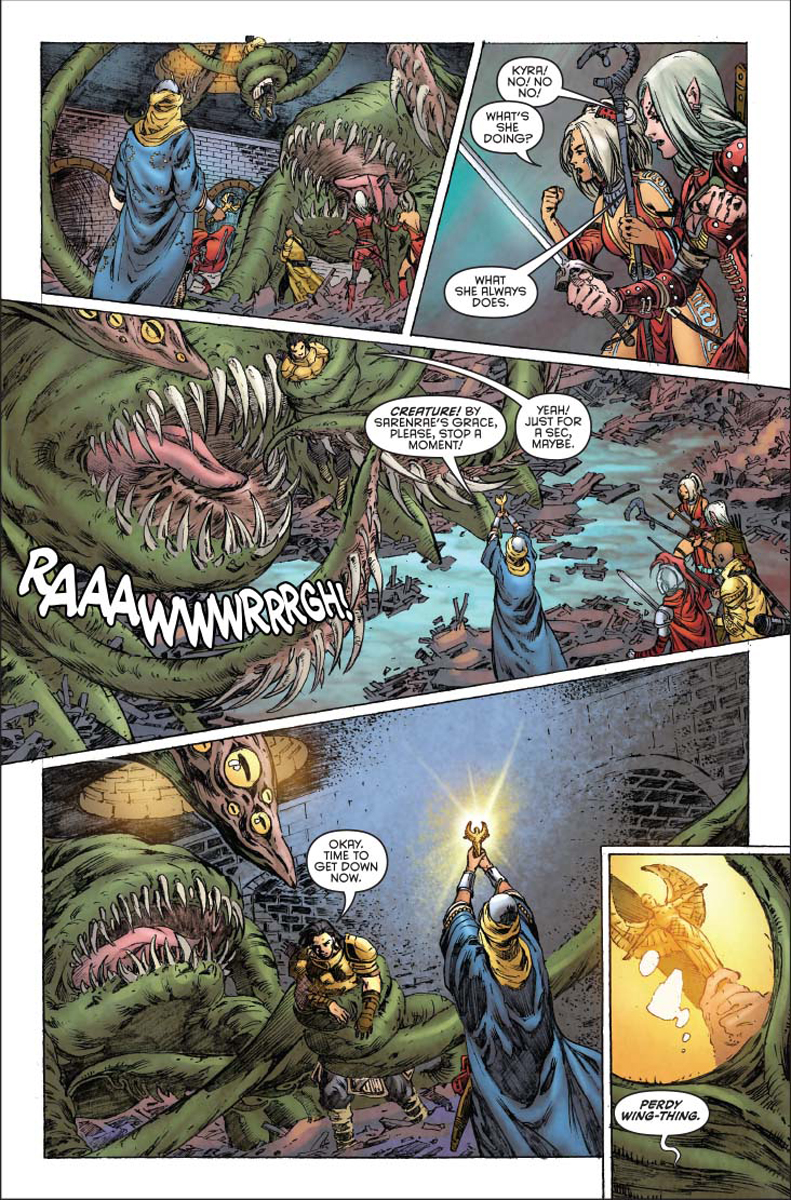 KYRA!
NO! NO
NO!
WHAT'S
SHE
DOING?
WHAT
SHE ALWAYS
DOES.
CREATURE! BY
SARENRAE'S GRACE,
PLEASE, STOP A
MOMENT!
YEAH!
JUST FOR
A SEC,
MAYBE.
RAAAWWWWRRRGH!
OKAY.
TIME TO
GET DOWN
NOW.
PERDY
WING-THING.